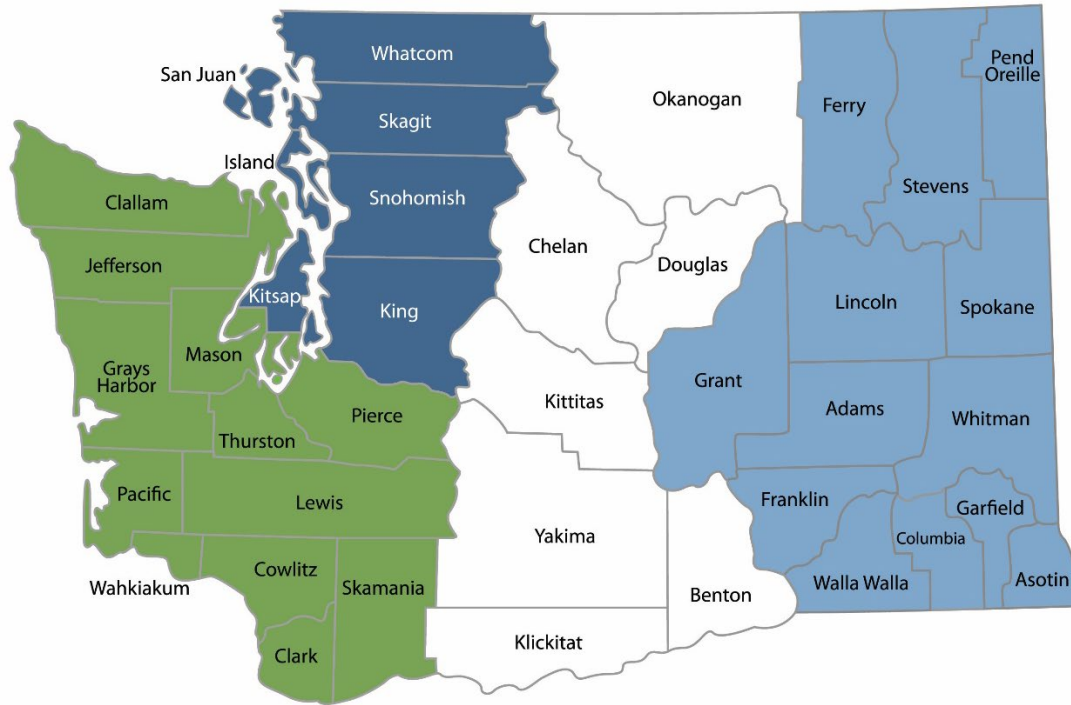 Whatcom
San Juan
Pend
Oreille
Okanogan
Ferry
Skagit
Island
Stevens
Snohomish
Clallam
Chelan
Jefferson
Douglas
Kitsap
Lincoln
Spokane
King
Mason
Grays
Harbor
Grant
Kittitas
Adams
Pierce
Whitman
Thurston
Pacific
Lewis
Franklin
Garfield
Yakima
Columbia
Cowlitz
Wahkiakum
Skamania
Walla Walla
Asotin
Benton
Klickitat
Clark